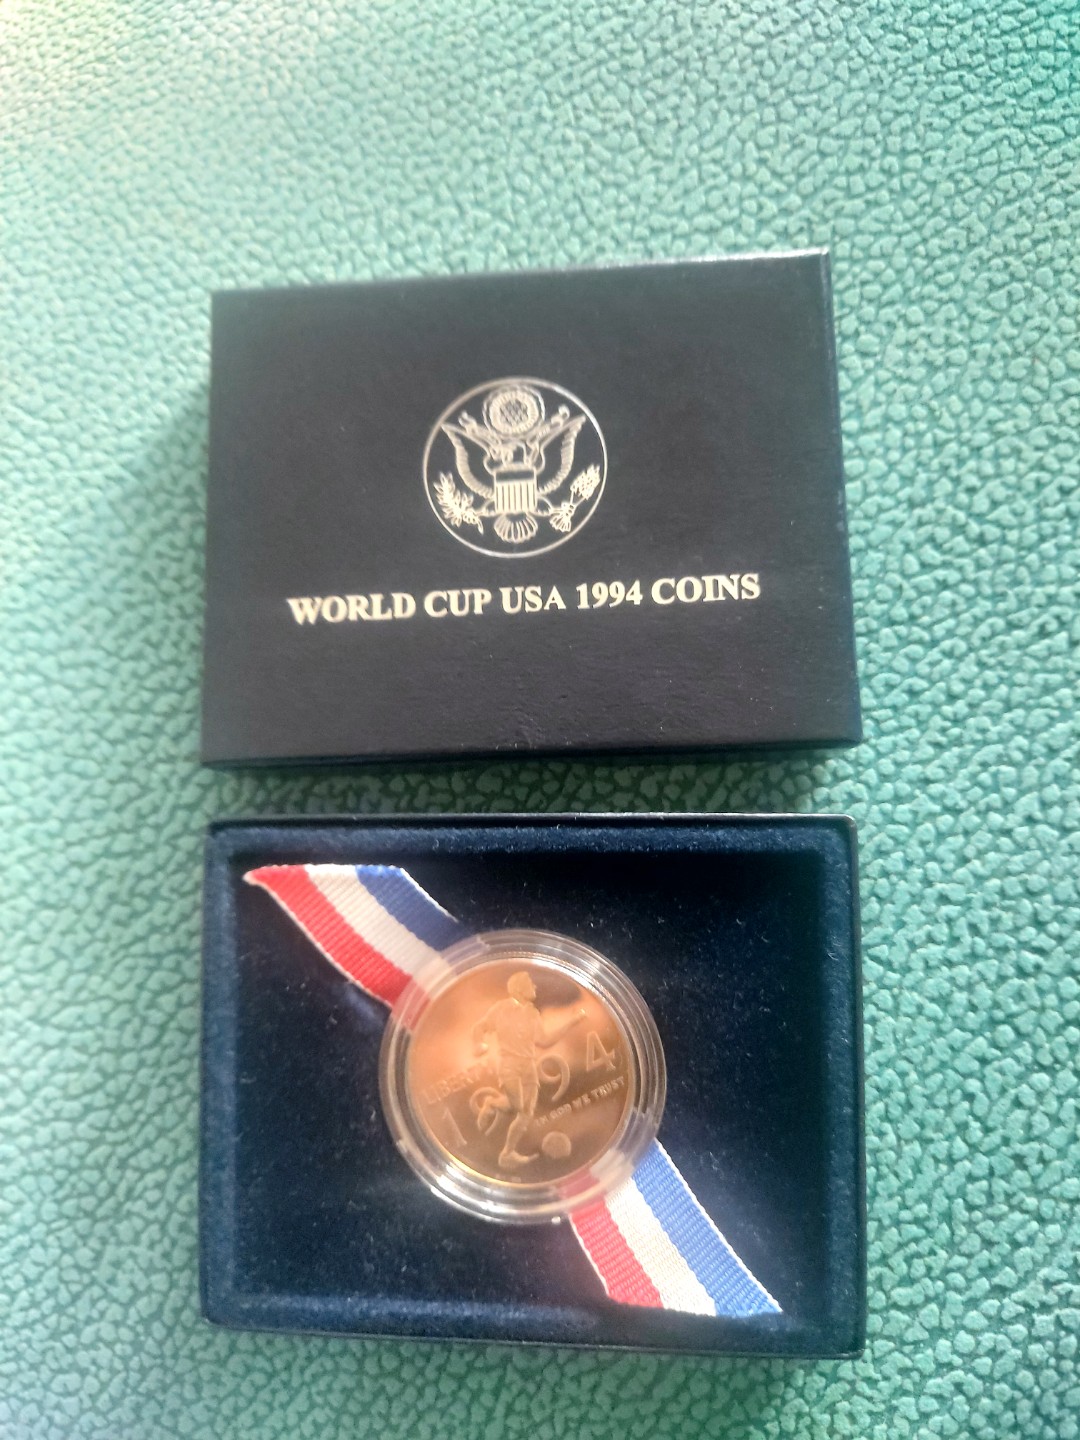 WORLD CUP USA 1994 COINS
LIBERTY
1994
IN GOD WE TRUST